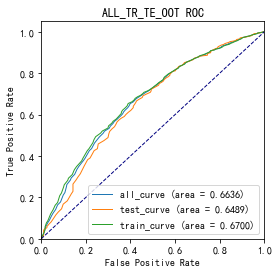 ALL_TR_TE_OOT ROC
True Positive Rate
1.0
0.8
0.6
0.4
0.2
0.0
all_curve (area = 0.6636)
test_curve (area = 0.6489)
train_curve (area = 0.6700)
0.0 0.2 0.4 0.6 0.8 1.0
False Positive Rate